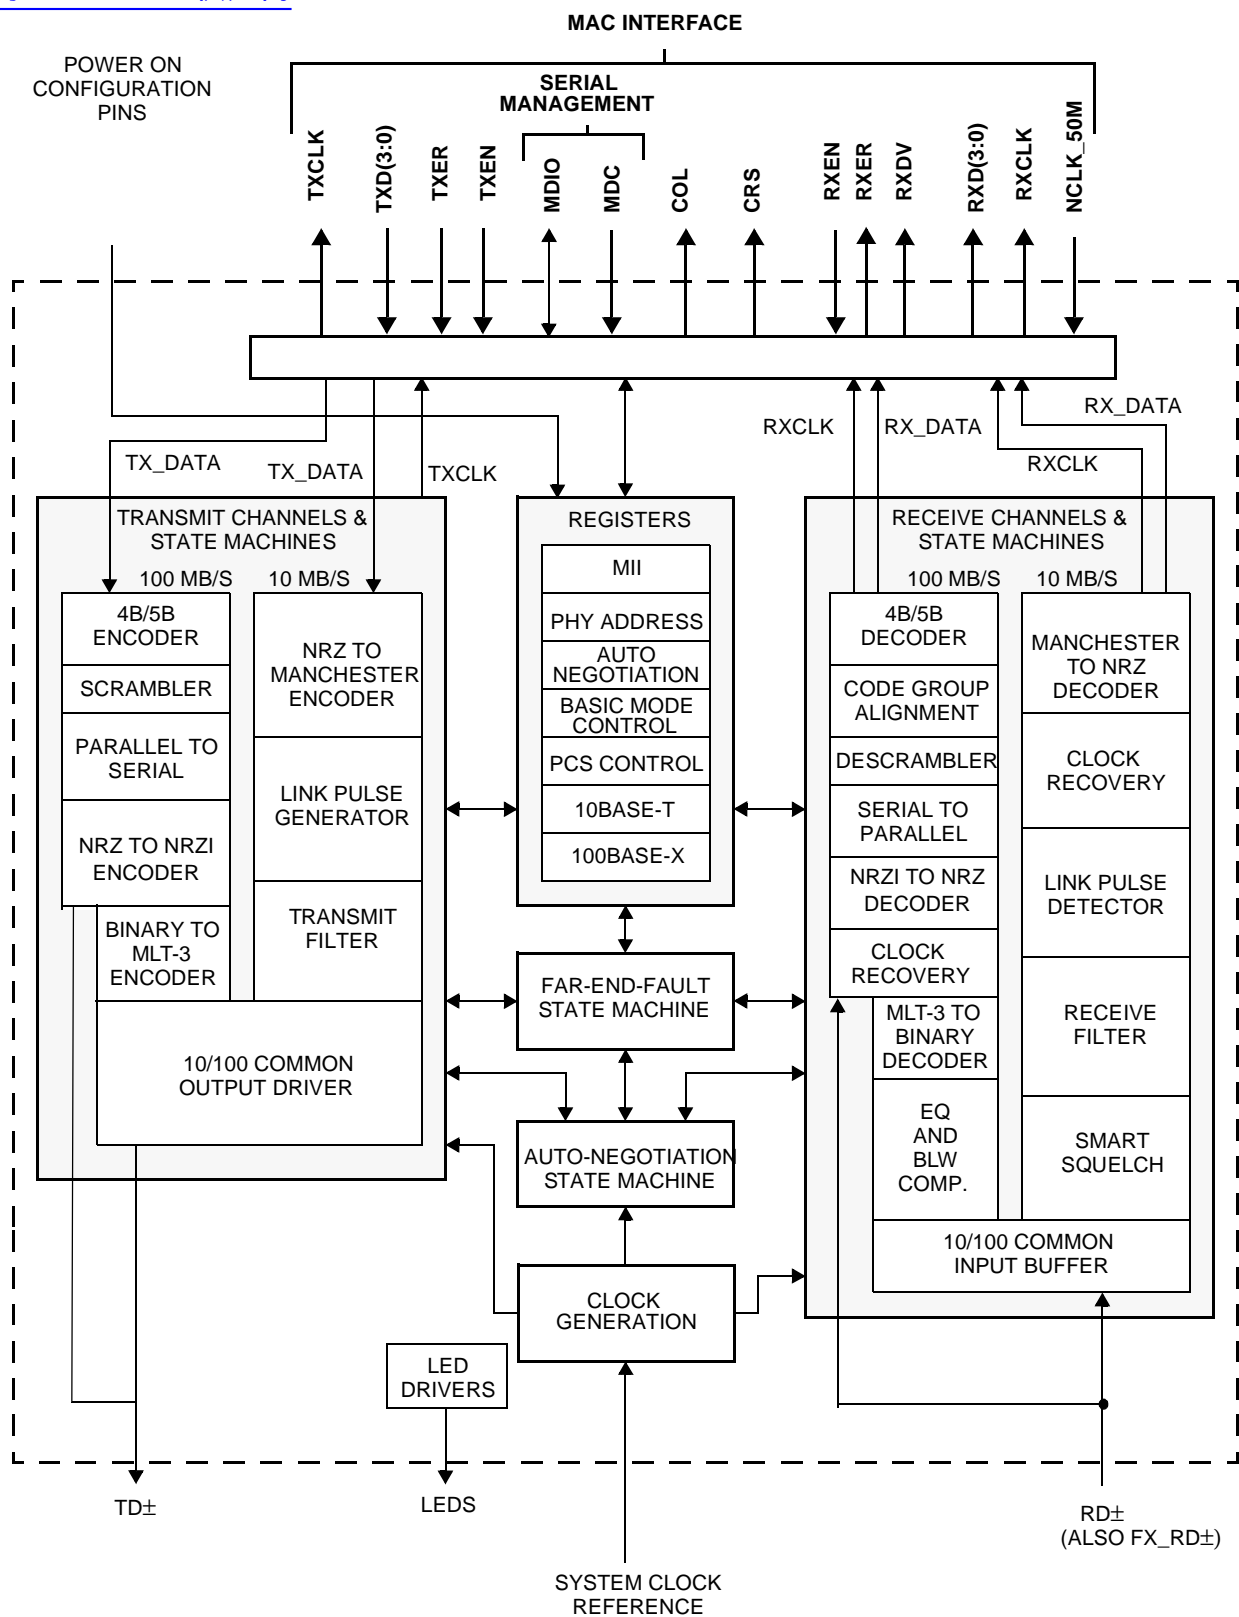 MAC INTERFACE
POWER ON
CONFIGURATION
PINS
SERIAL
MANAGEMENT
TXCLK
TXD(3:0)
TXER
TXEN
MDIO
MDC
COL
CRS
RXEN
RXER
RXDV
RXD(3:0)
RXCLK
NCLK_50M
TX_DATA
TX_DATA
TXCLK
RXCLK
RX_DATA
RX_DATA
RXCLK
TRANSMIT CHANNELS &
STATE MACHINES
100 MB/S
10 MB/S
4B/5B
ENCODER
SCRAMBLER
PARALLEL TO
SERIAL
NRZ TO NRZI
ENCODER
BINARY TO
MLT-3
ENCODER
NRZ TO
MANCHESTER
ENCODER
LINK PULSE
GENERATOR
TRANSMIT
FILTER
10/100 COMMON
OUTPUT DRIVER
REGISTERS
MII
PHY ADDRESS
AUTO
NEGOTIATION
BASIC MODE
CONTROL
PCS CONTROL
10BASE-T
100BASE-X
FAR-END-FAULT
STATE MACHINE
AUTO-NEGOTIATION
STATE MACHINE
CLOCK
GENERATION
LED
DRIVERS
RECEIVE CHANNELS &
STATE MACHINES
100 MB/S
10 MB/S
4B/5B
DECODER
CODE GROUP
ALIGNMENT
DESCRAMBLER
SERIAL TO
PARALLEL
NRZI TO NRZ
DECODER
CLOCK
RECOVERY
MLT-3 TO
BINARY
DECODER
EQ
AND
BLW
COMP.
MANCHESTER
TO NRZ
DECODER
CLOCK
RECOVERY
LINK PULSE
DETECTOR
RECEIVE
FILTER
SMART
SQUELCH
10/100 COMMON
INPUT BUFFER
TD±
LEDS
RD±
(ALSO FX_RD±)
SYSTEM CLOCK
REFERENCE